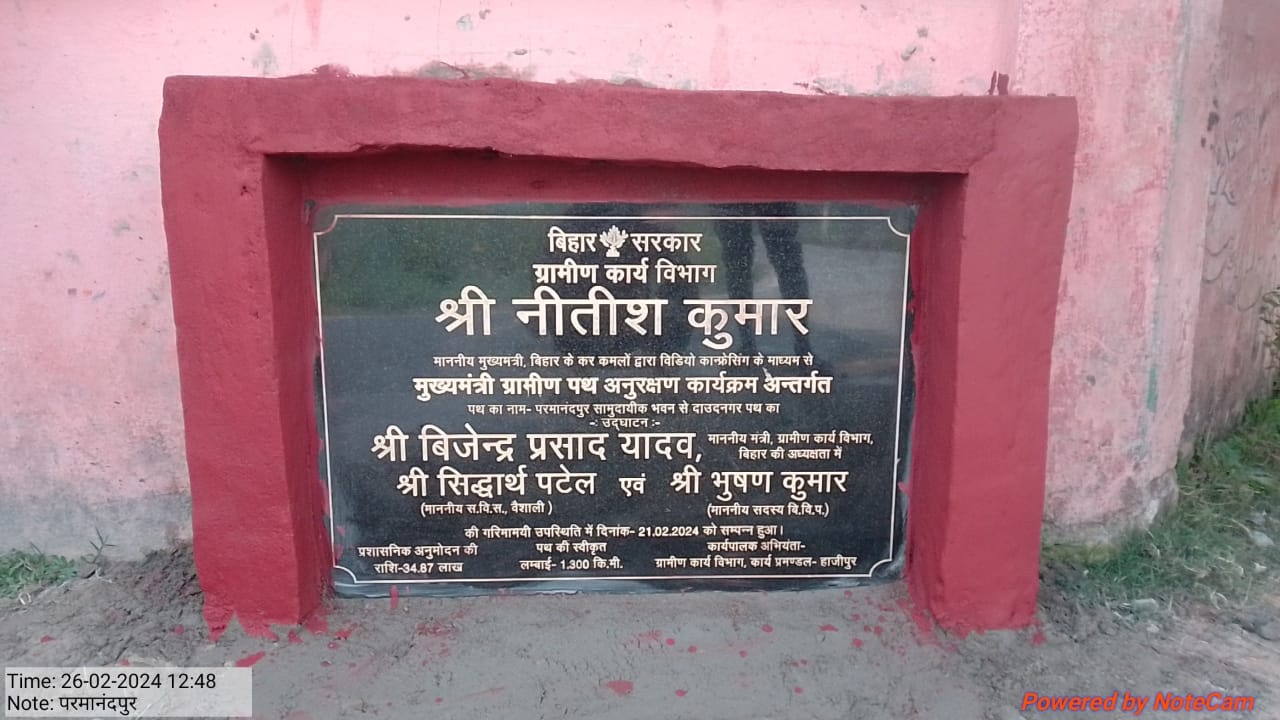 बिहार सरकार
ग्रामीण कार्य विभाग
श्री नीतीश कुमार
माननीय मुख्यमंत्री, बिहार के कर कमलों द्वारा विडियो कान्फ्रेसिंग के माध्यम से
मुख्यमंत्री ग्रामीण पथ अनुरक्षण कार्यक्रम अन्तर्गत
पथ का नाम- परमानंदपुर सामुदायीक भवन से दाउदनगर पथ का
-: उद्घाटन :-
श्री बिजेन्द्र प्रसाद यादव, माननीय मंत्री, ग्रामीण कार्य विभाग,
बिहार की अध्यक्षता में
श्री सिद्धार्थ पटेल एवं श्री भुषण कुमार
(माननीय स.वि.स., वैशाली ) (माननीय सदस्य बि.वि.प.)
की गरिमामयी उपस्थिति में दिनांक- 21.02.2024 को सम्पन्न हुआ।
प्रशासनिक अनुमोदन की पथ की स्वीकृत कार्यपालक अभियंता-
राशि-34.87 लाख लम्बाई- 1.300 कि.मी. ग्रामीण कार्य विभाग, कार्य प्रमण्डल- हाजीपुर
Time: 26-02-2024 12:48
Note: परमानंदपुर
Powered by NoteCam